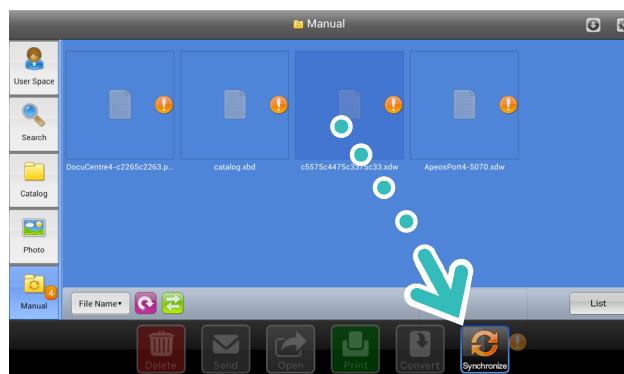 Manual
User Space
Search
Catalog
Photo
Manual
4
DocuCentre4-c2265c2263.p...
catalog.xbd
c5575c4475c3375c33.xdw
ApeosPort4-5070.xdw
File Name
List
Delete
Send
Open
Print
Convert
Synchronize